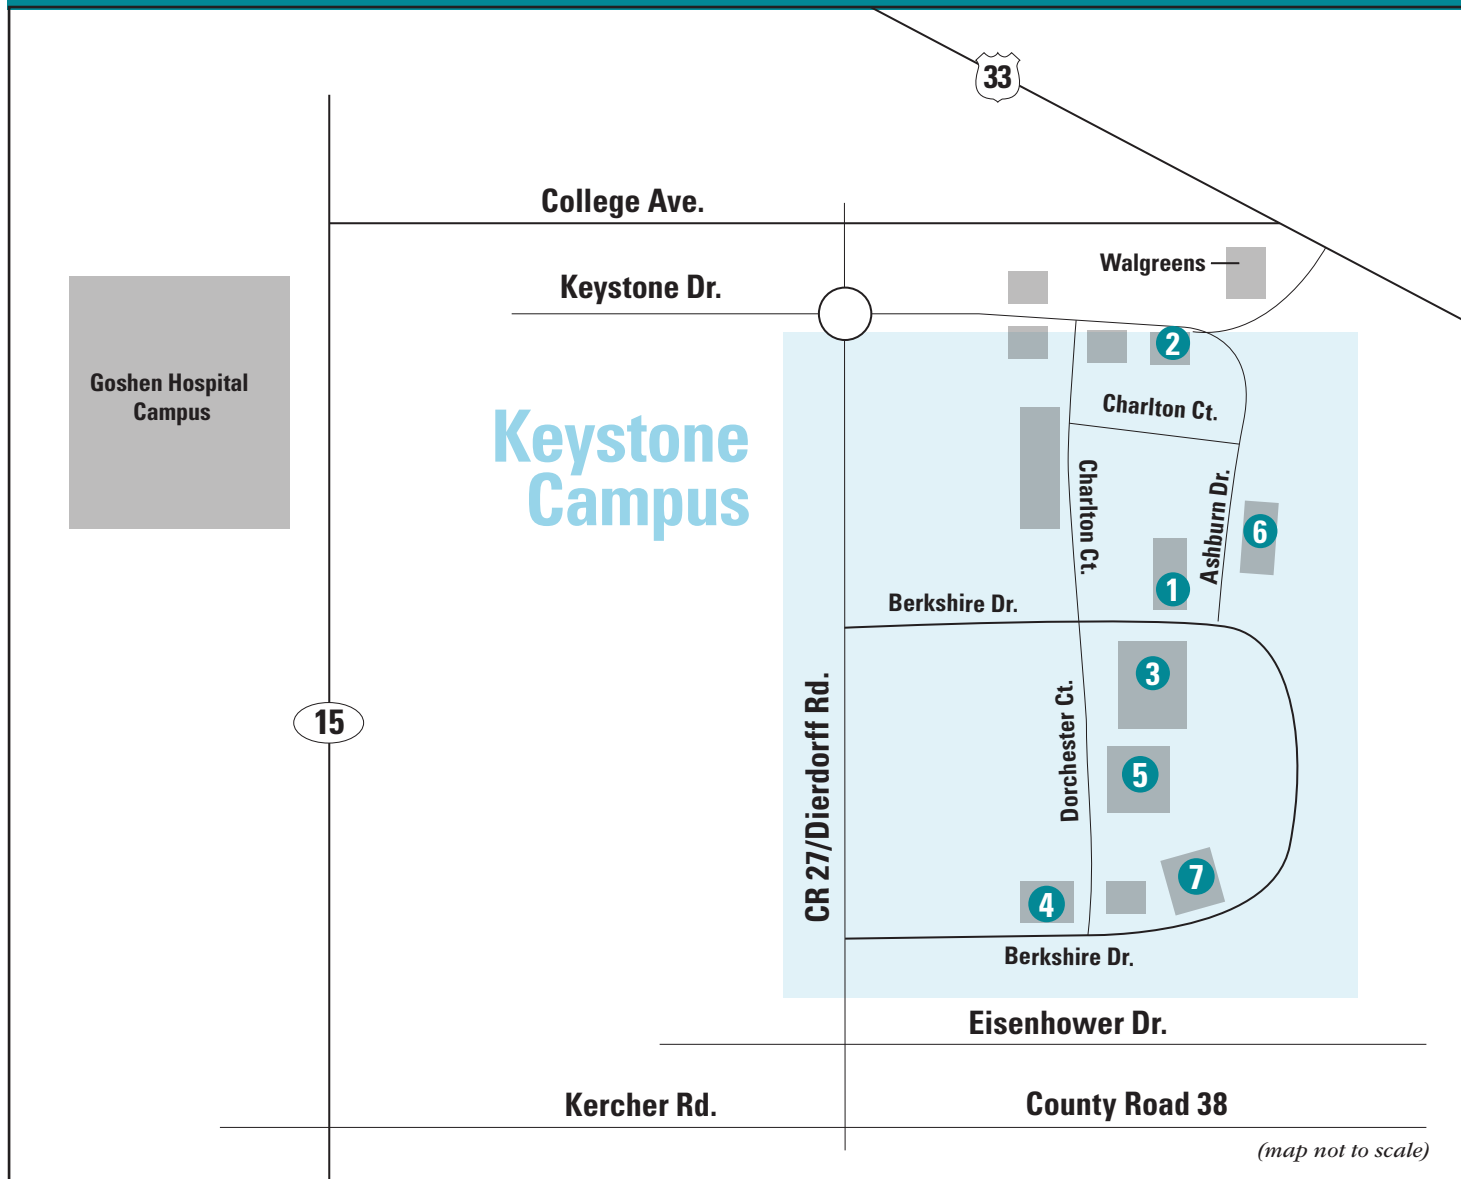 33
College Ave.
Walgreens
Keystone Dr.
2
Goshen Hospital
Campus
Charlton Ct.
Keystone
Campus
Charlton Ct.
Ashburn Dr.
6
1
Berkshire Dr.
3
CR 27/Dierdorff Rd.
Dorchester Ct.
15
5
7
4
Berkshire Dr.
Eisenhower Dr.
Kercher Rd.
County Road 38
(map not to scale)